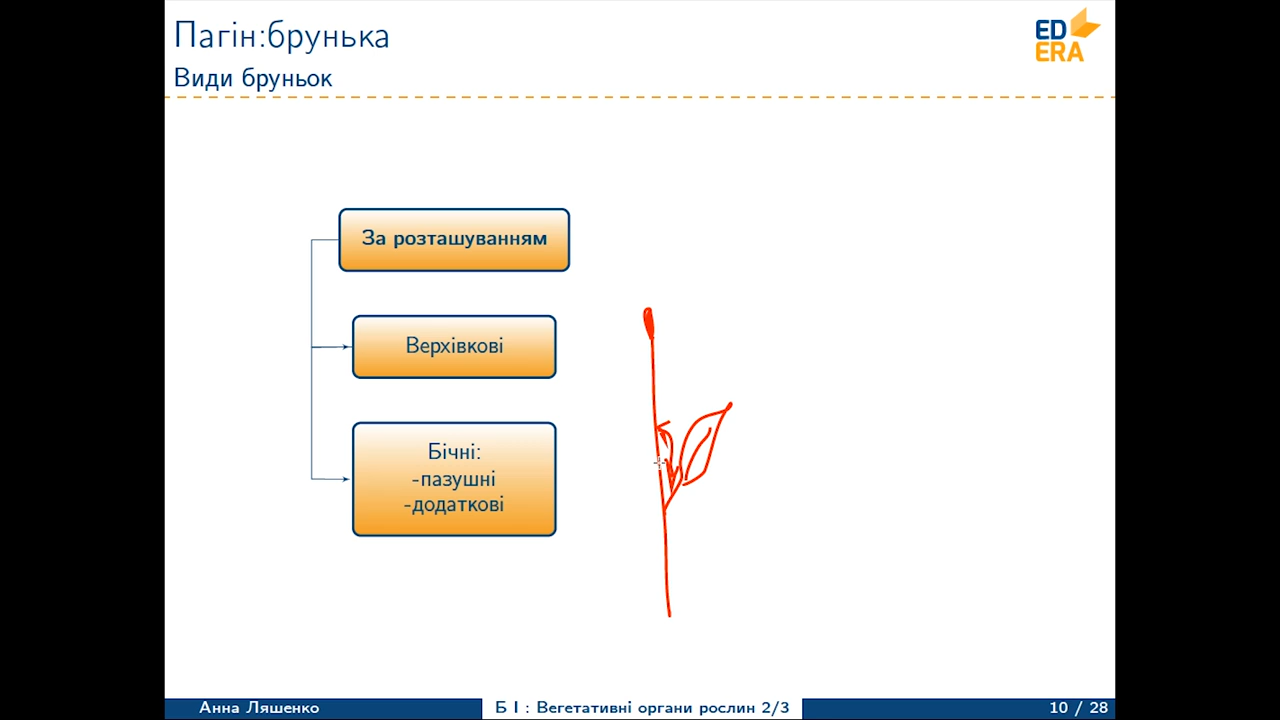 Пагін:брунька
Види бруньок
ED
ERA
За розташуванням
Верхівкові
Бічні:
-пазушні
-додаткові
Анна Ляшенко
Б І : Вегетативні органи рослин 2/3
10 / 28